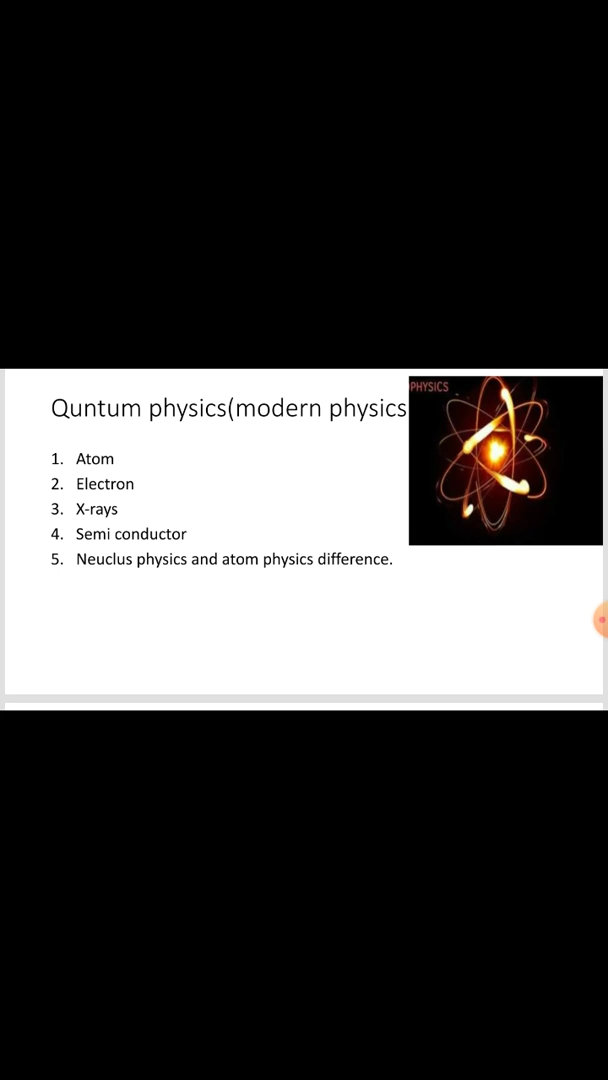 PHYSICS
Quntum physics(modern physics
1. Atom
2. Electron
3. X-rays
4. Semi conductor
5. Neuclus physics and atom physics difference.